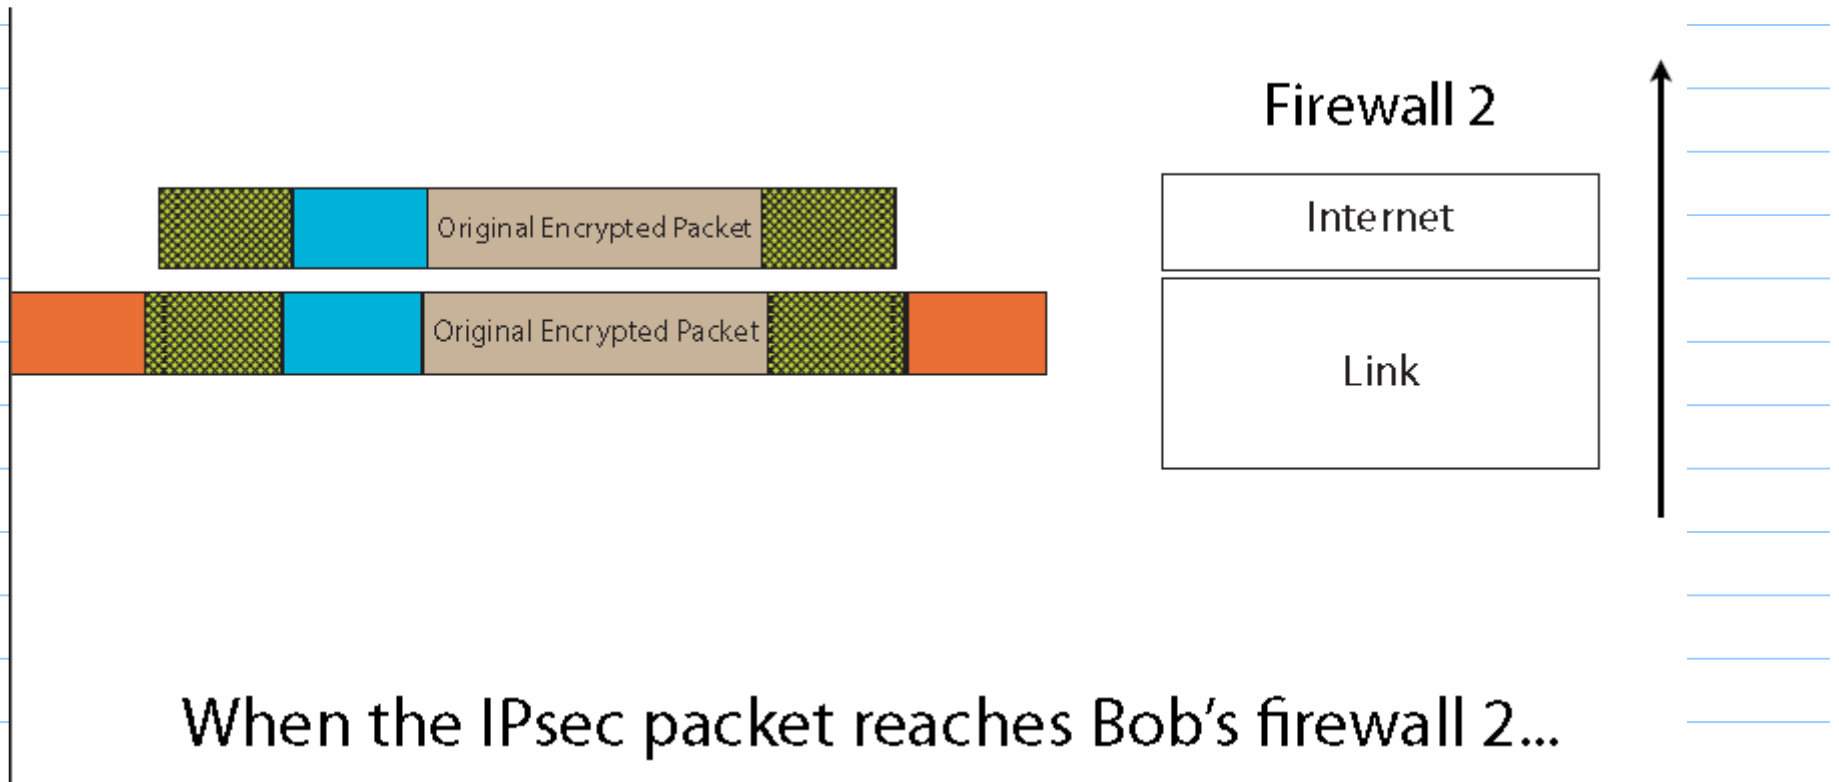 Firewall 2
Original Encrypted Packet
Internet
Original Encrypted Packet
Link
When the IPsec packet reaches Bob’s firewall 2...